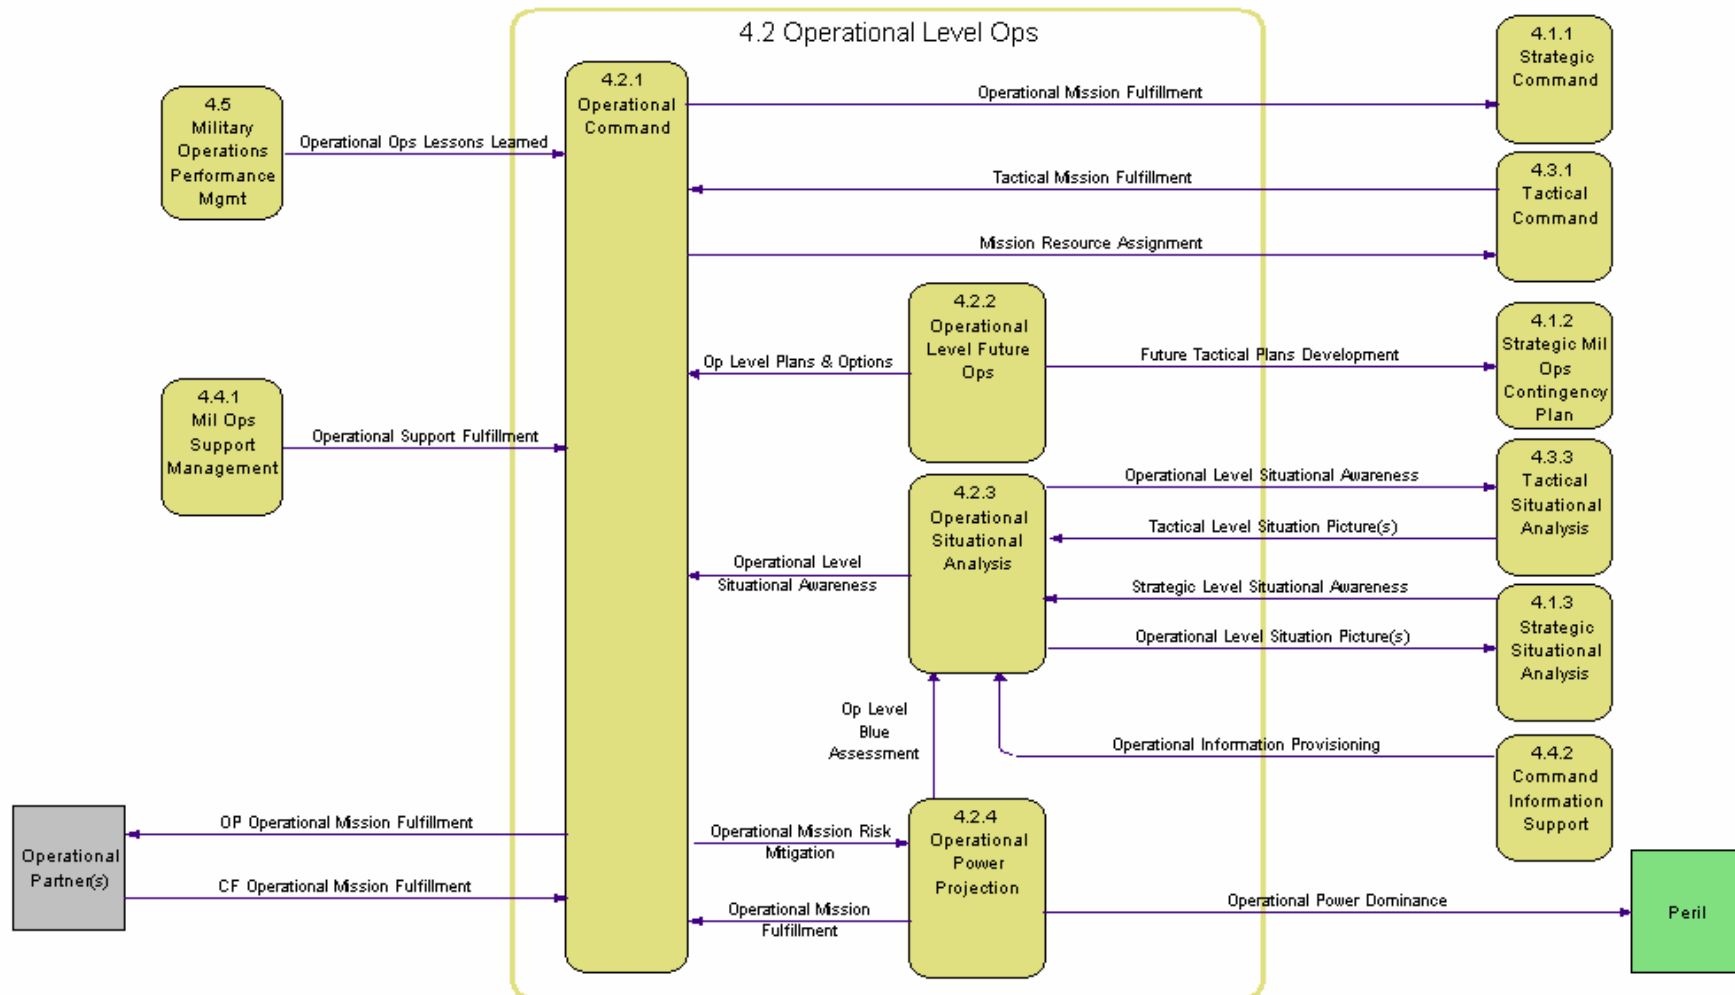 4.2 Operational Level Ops
4.5
Military
Operations
Performance
Mgmt
Operational Ops Lessons Learned
4.2.1
Operational
Command
Operational Mission Fulfillment
4.1.1
Strategic
Command
Tactical Mission Fulfillment
Mission Resource Assignment
4.3.1
Tactical
Command
4.4.1
Mil Ops
Support
Management
Operational Support Fulfillment
Op Level Plans & Options
4.2.2
Operational
Level Future
Ops
Future Tactical Plans Development
4.1.2
Strategic Mil
Ops
Contingency
Plan
Operational Level
Situational Awareness
4.2.3
Operational
Situational
Analysis
Operational Level Situational Awareness
Tactical Level Situation Picture(s)
4.3.3
Tactical
Situational
Analysis
Strategic Level Situational Awareness
Operational Level Situation Picture(s)
4.1.3
Strategic
Situational
Analysis
Op Level
Blue
Assessment
Operational Information Provisioning
4.4.2
Command
Information
Support
Operational
Partner(s)
OP Operational Mission Fulfillment
CF Operational Mission Fulfillment
Operational Mission Risk
Mitigation
Operational Mission
Fulfillment
4.2.4
Operational
Power
Projection
Operational Power Dominance
Peril